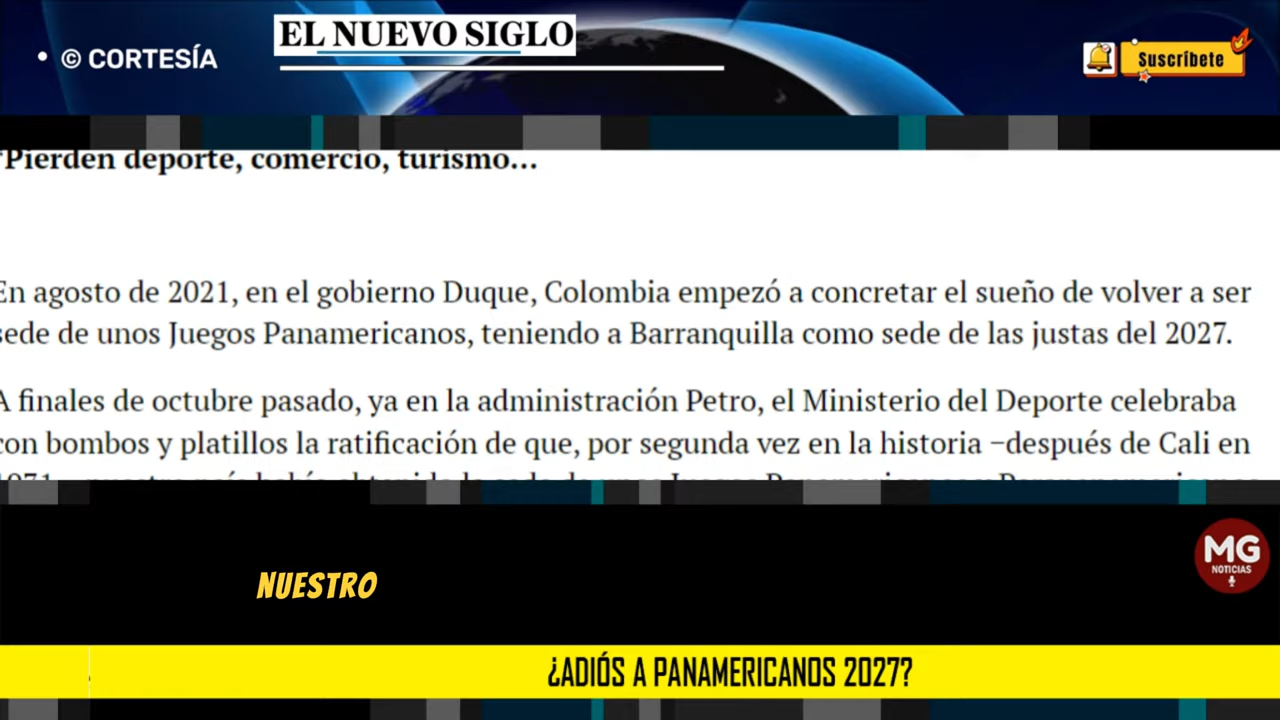 • © CORTESÍA
EL NUEVO SIGLO
Suscríbete
"Pierden deporte, comercio, turismo...
En agosto de 2021, en el gobierno Duque, Colombia empezó a concretar el sueño de volver a ser
sede de unos Juegos Panamericanos, teniendo a Barranquilla como sede de las justas del 2027.
A finales de octubre pasado, ya en la administración Petro, el Ministerio del Deporte celebraba
con bombos y platillos la ratificación de que, por segunda vez en la historia –después de Cali en
MG
NOTICIAS
NUESTRO
¿ADIÓS A PANAMERICANOS 2027?